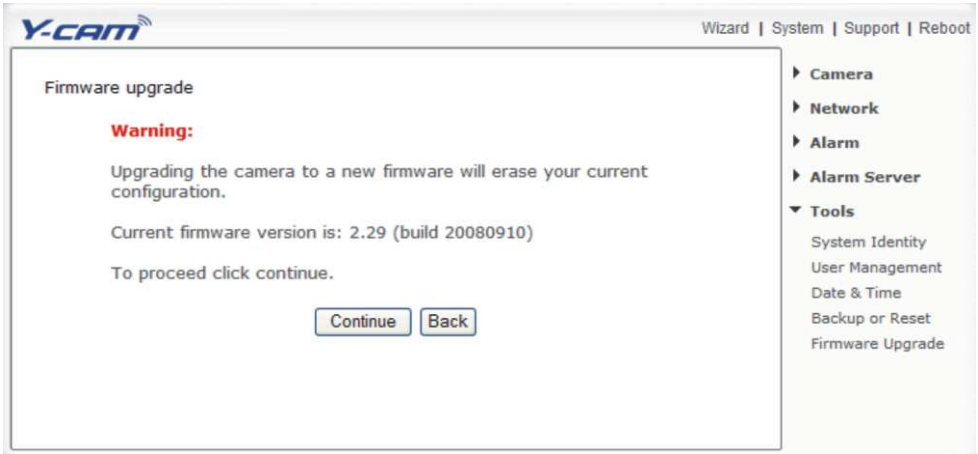 Y-cam
Wizard | System | Support | Reboot
Firmware upgrade
Warning:
Upgrading the camera to a new firmware will erase your current
configuration.
Current firmware version is: 2.29 (build 20080910)
To proceed click continue.
Continue Back
Camera
Network
Alarm
Alarm Server
Tools
System Identity
User Management
Date & Time
Backup or Reset
Firmware Upgrade